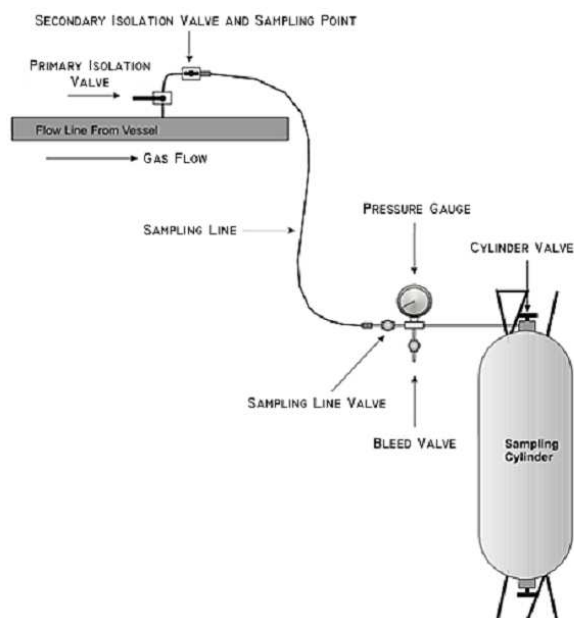 SECONDARY ISOLATION VALVE AND SAMPLING POINT
PRIMARY ISOLATION
VALVE
Flow Line From Vessel
GAS FLOW
PRESSURE GAUGE
SAMPLING LINE
CYLINDER VALVE
SAMPLING LINE VALVE
BLEED VALVE
Sampling
Cylinder